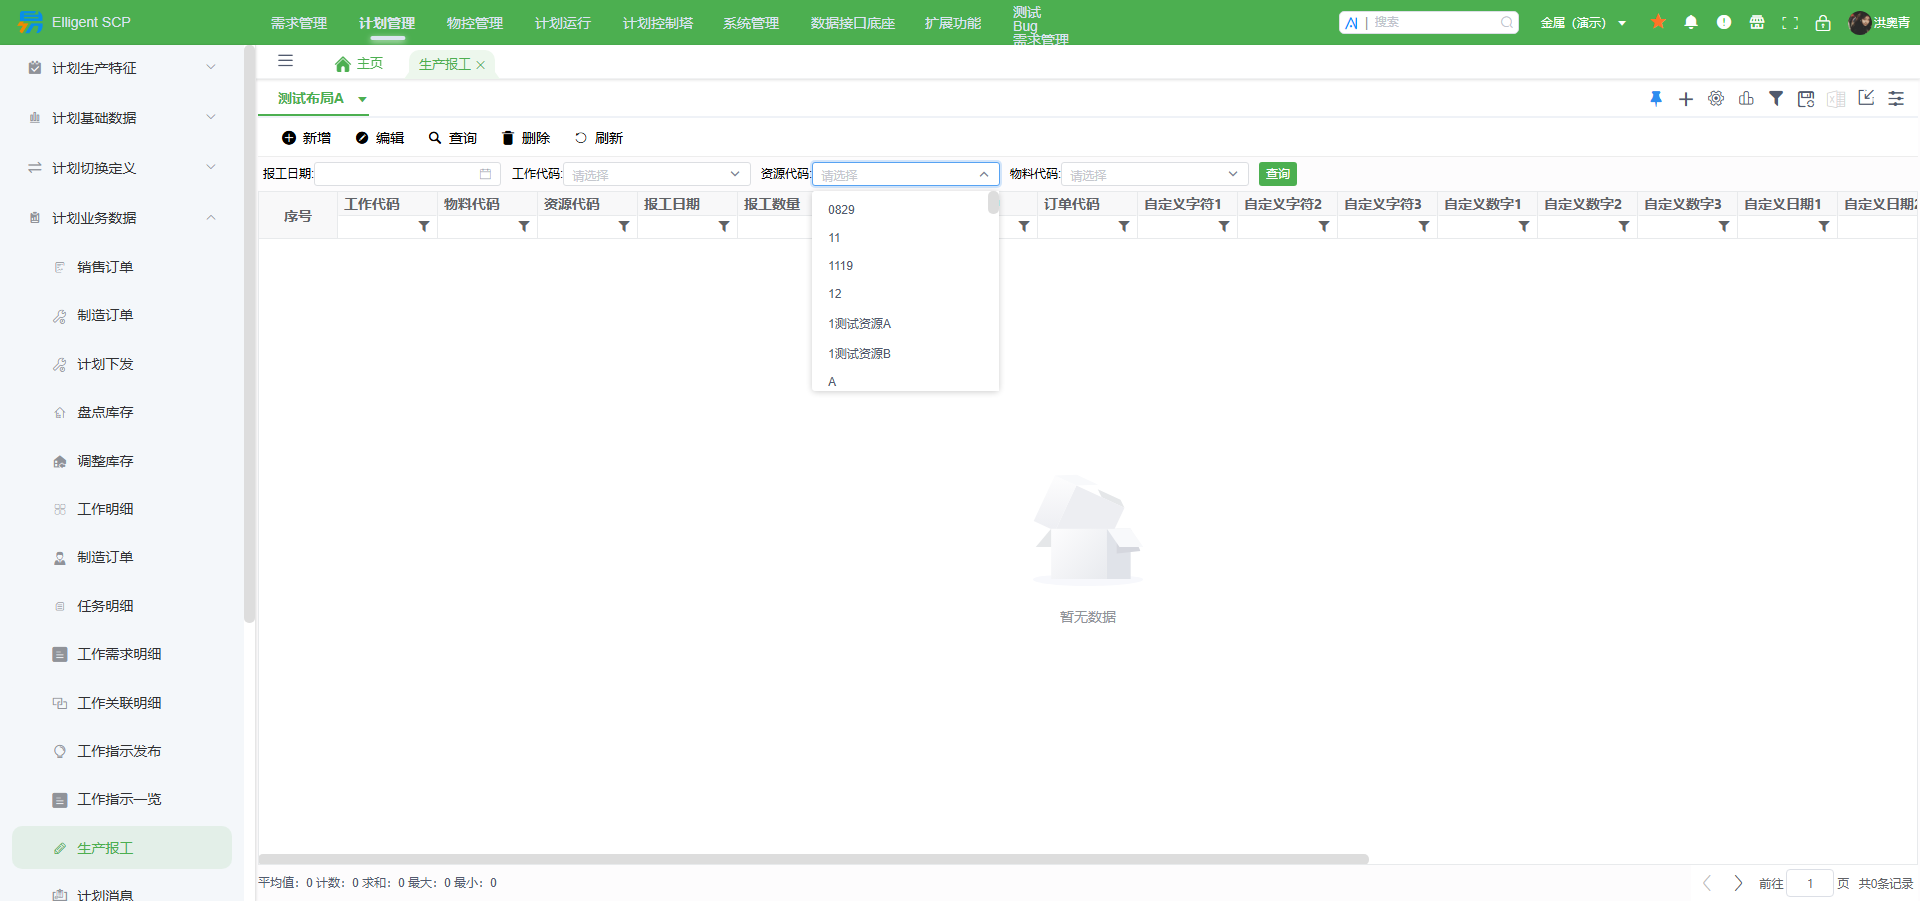 Elligent SCP
需求管理
计划管理
物控管理
计划运行
计划控制塔
系统管理
数据接口底座
扩展功能
测试
Bug
需求管理
AI | 搜索
金属（演示）
洪奥青
计划生产特征
计划基础数据
计划切换定义
计划业务数据
销售订单
制造订单
计划下发
盘点库存
调整库存
工作明细
制造订单
任务明细
工作需求明细
工作关联明细
工作指示发布
工作指示一览
生产报工
计划消息
主页
生产报工
测试布局A
新增
编辑
查询
删除
刷新
报工日期:
工作代码: 请选择
资源代码: 请选择
物料代码: 请选择
查询
序号
工作代码
物料代码
资源代码
报工日期
报工数量
订单代码
自定义字符1
自定义字符2
自定义字符3
自定义数字1
自定义数字2
自定义数字3
自定义日期1
自定义日期
0829
11
1119
12
1测试资源A
1测试资源B
A
暂无数据
平均值：0 计数：0 求和：0 最大：0 最小：0
前往 1 页 共0条记录